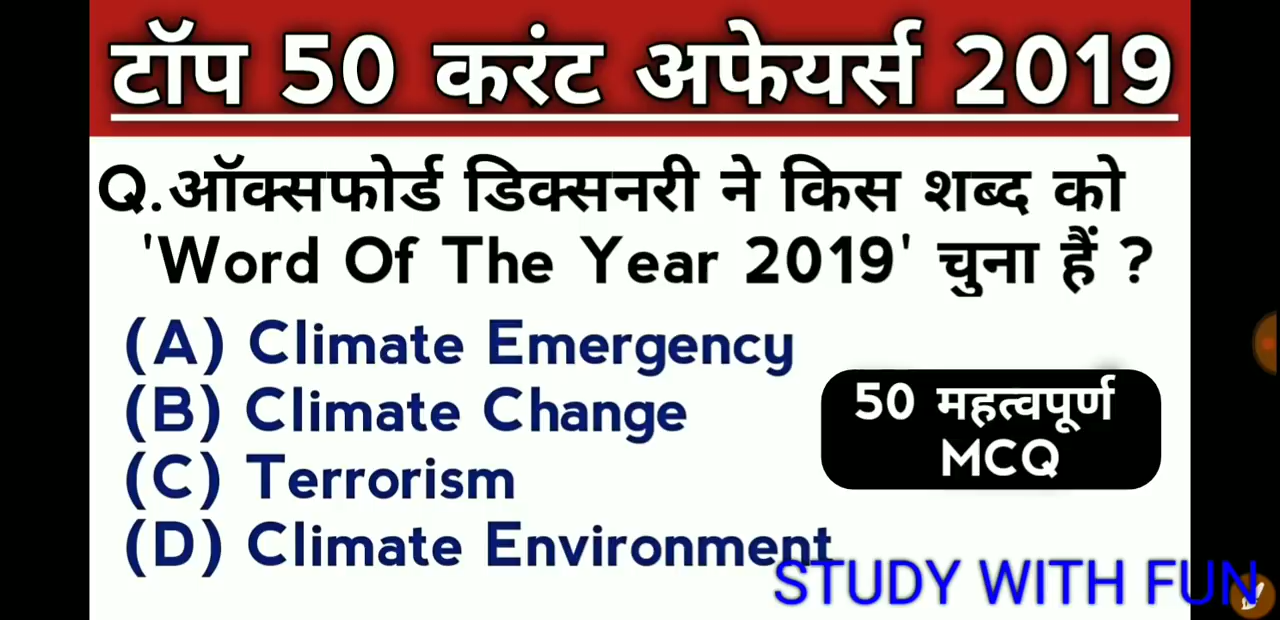 टॉप 50 करंट अफेयर्स 2019
Q.ऑक्सफोर्ड डिक्सनरी ने किस शब्द को
'Word Of The Year 2019' चुना हैं ?
(A) Climate Emergency
(B) Climate Change
(C) Terrorism
(D) Climate Environment
50 महत्वपूर्ण
MCQ
STUDY WITH FUN